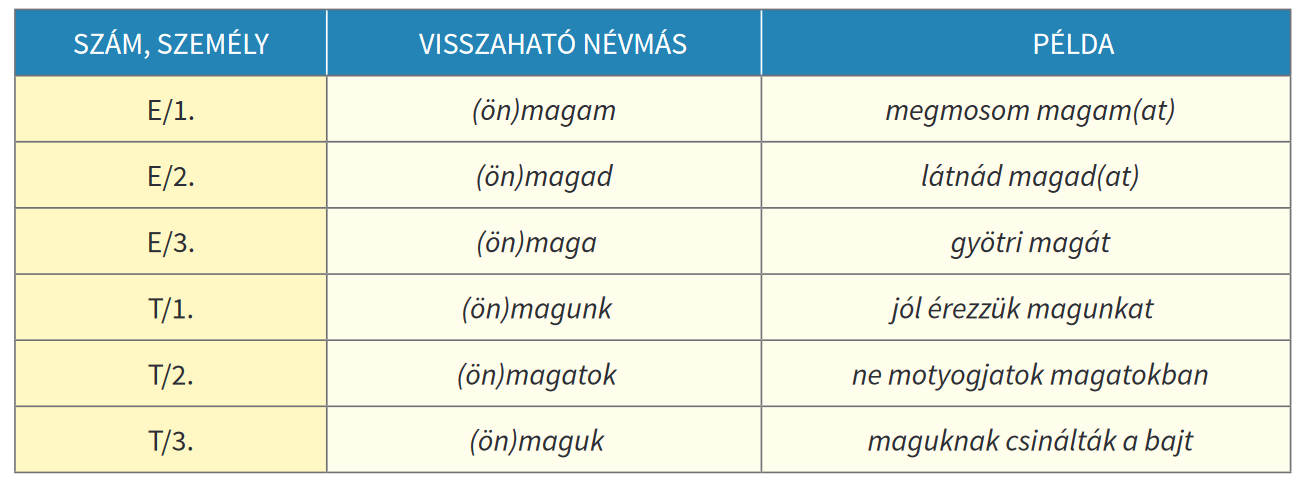 SZÁM, SZEMÉLY VISSZAHATÓ NÉVMÁS PÉLDA
E/1. (ön)magam megmosom magam(at)
E/2. (ön)magad látnád magad(at)
E/3. (ön)maga gyötri magát
T/1. (ön)magunk jól érezzük magunkat
T/2. (ön)magatok ne motyogjatok magatokban
T/3. (ön)maguk maguknak csinálták a bajt